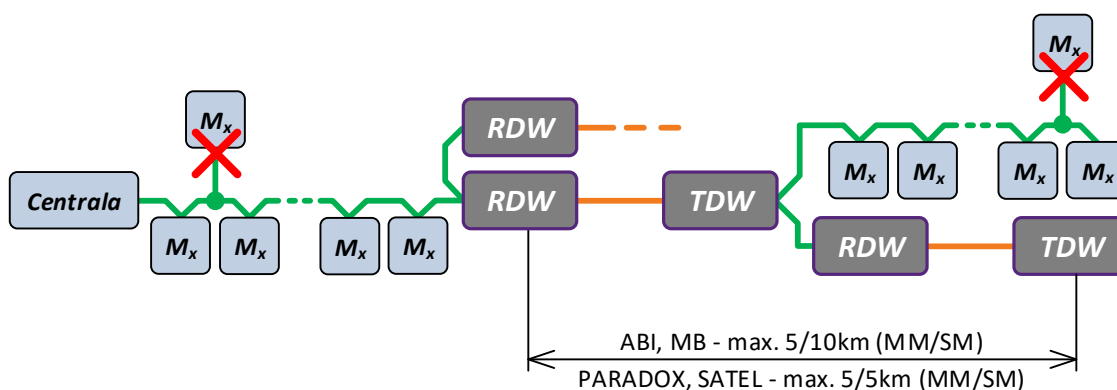 Mx
Mx
RDW
Centrala
RDW
TDW
Mx
Mx
Mx
Mx
Mx
Mx
Mx
Mx
RDW
TDW
ABI, MB - max. 5/10km (MM/SM)
PARADOX, SATEL - max. 5/5km (MM/SM)